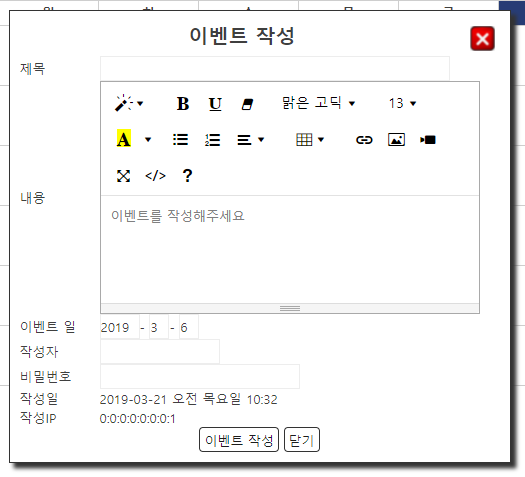 이벤트 작성
제목
B U 맑은 고딕 13
A
</> ?
내용
이벤트를 작성해주세요
이벤트 일 2019 - 3 - 6
작성자
비밀번호
작성일 2019-03-21 오전 목요일 10:32
작성IP 0:0:0:0:0:0:0:1
이벤트 작성 닫기